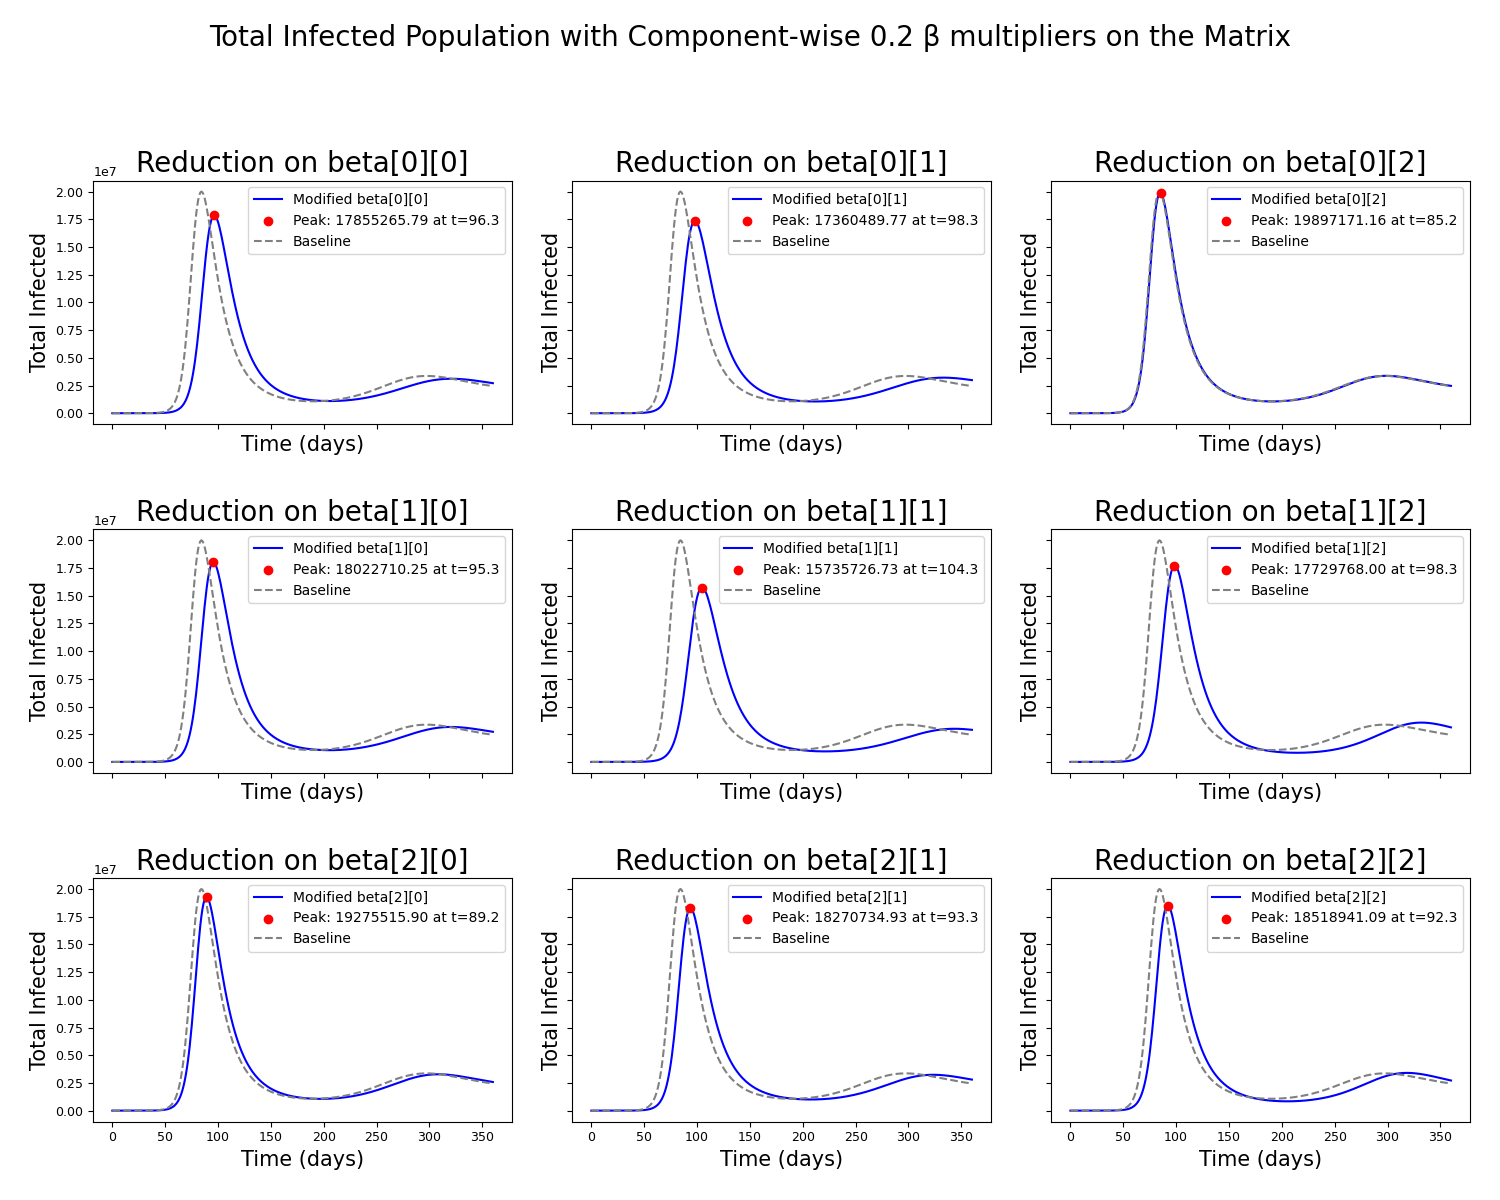 Total Infected Population with Component-wise 0.2 β multipliers on the Matrix
Reduction on beta[0][0]
1e7
Modified beta[0][0]
Peak: 17855265.79 at t=96.3
Baseline
2.00
1.75
1.50
1.25
1.00
0.75
0.50
0.25
0.00
Total Infected
Time (days)
Reduction on beta[0][1]
Modified beta[0][1]
Peak: 17360489.77 at t=98.3
Baseline
Total Infected
Time (days)
Reduction on beta[0][2]
Modified beta[0][2]
Peak: 19897171.16 at t=85.2
Baseline
Total Infected
Time (days)
Reduction on beta[1][0]
1e7
Modified beta[1][0]
Peak: 18022710.25 at t=95.3
Baseline
2.00
1.75
1.50
1.25
1.00
0.75
0.50
0.25
0.00
Total Infected
Time (days)
Reduction on beta[1][1]
Modified beta[1][1]
Peak: 15735726.73 at t=104.3
Baseline
Total Infected
Time (days)
Reduction on beta[1][2]
Modified beta[1][2]
Peak: 17729768.00 at t=98.3
Baseline
Total Infected
Time (days)
Reduction on beta[2][0]
1e7
Modified beta[2][0]
Peak: 19275515.90 at t=89.2
Baseline
2.00
1.75
1.50
1.25
1.00
0.75
0.50
0.25
0.00
Total Infected
0 50 100 150 200 250 300 350
Time (days)
Reduction on beta[2][1]
Modified beta[2][1]
Peak: 18270734.93 at t=93.3
Baseline
Total Infected
0 50 100 150 200 250 300 350
Time (days)
Reduction on beta[2][2]
Modified beta[2][2]
Peak: 18518941.09 at t=92.3
Baseline
Total Infected
0 50 100 150 200 250 300 350
Time (days)